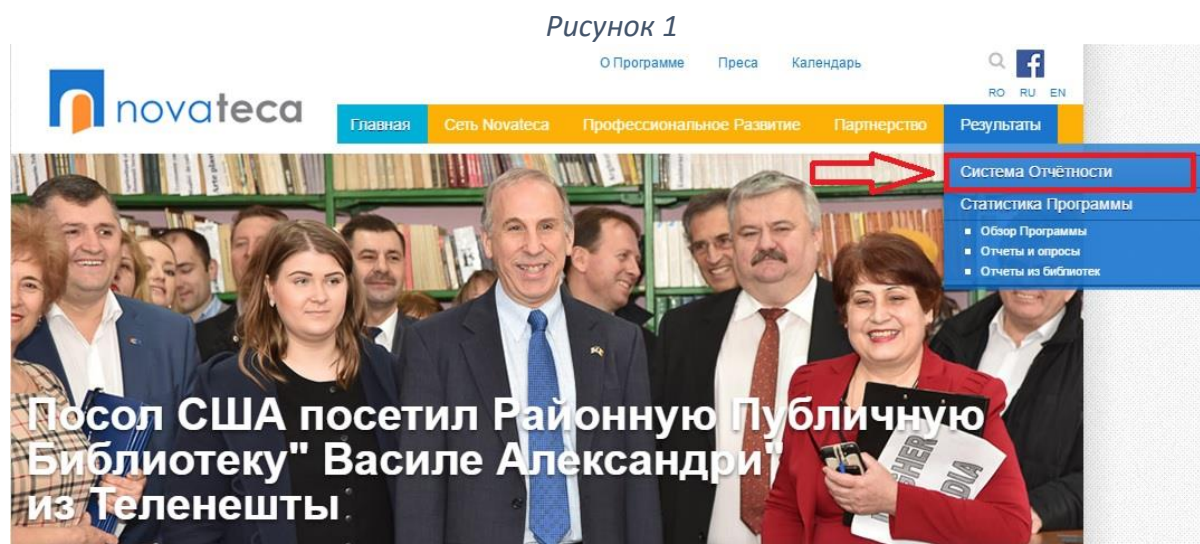 Рисунок 1
О Программе Преса Календарь
RO RU EN
novateca
Главная Сеть Novateca Профессиональное Развитие Партнерство Результаты
Система Отчётности
Статистика Программы
Обзор Программы
Отчеты и опросы
Отчеты из библиотек
Посол США посетил Районную Публичную
Библиотеку" Василе Александри"
из Теленешты